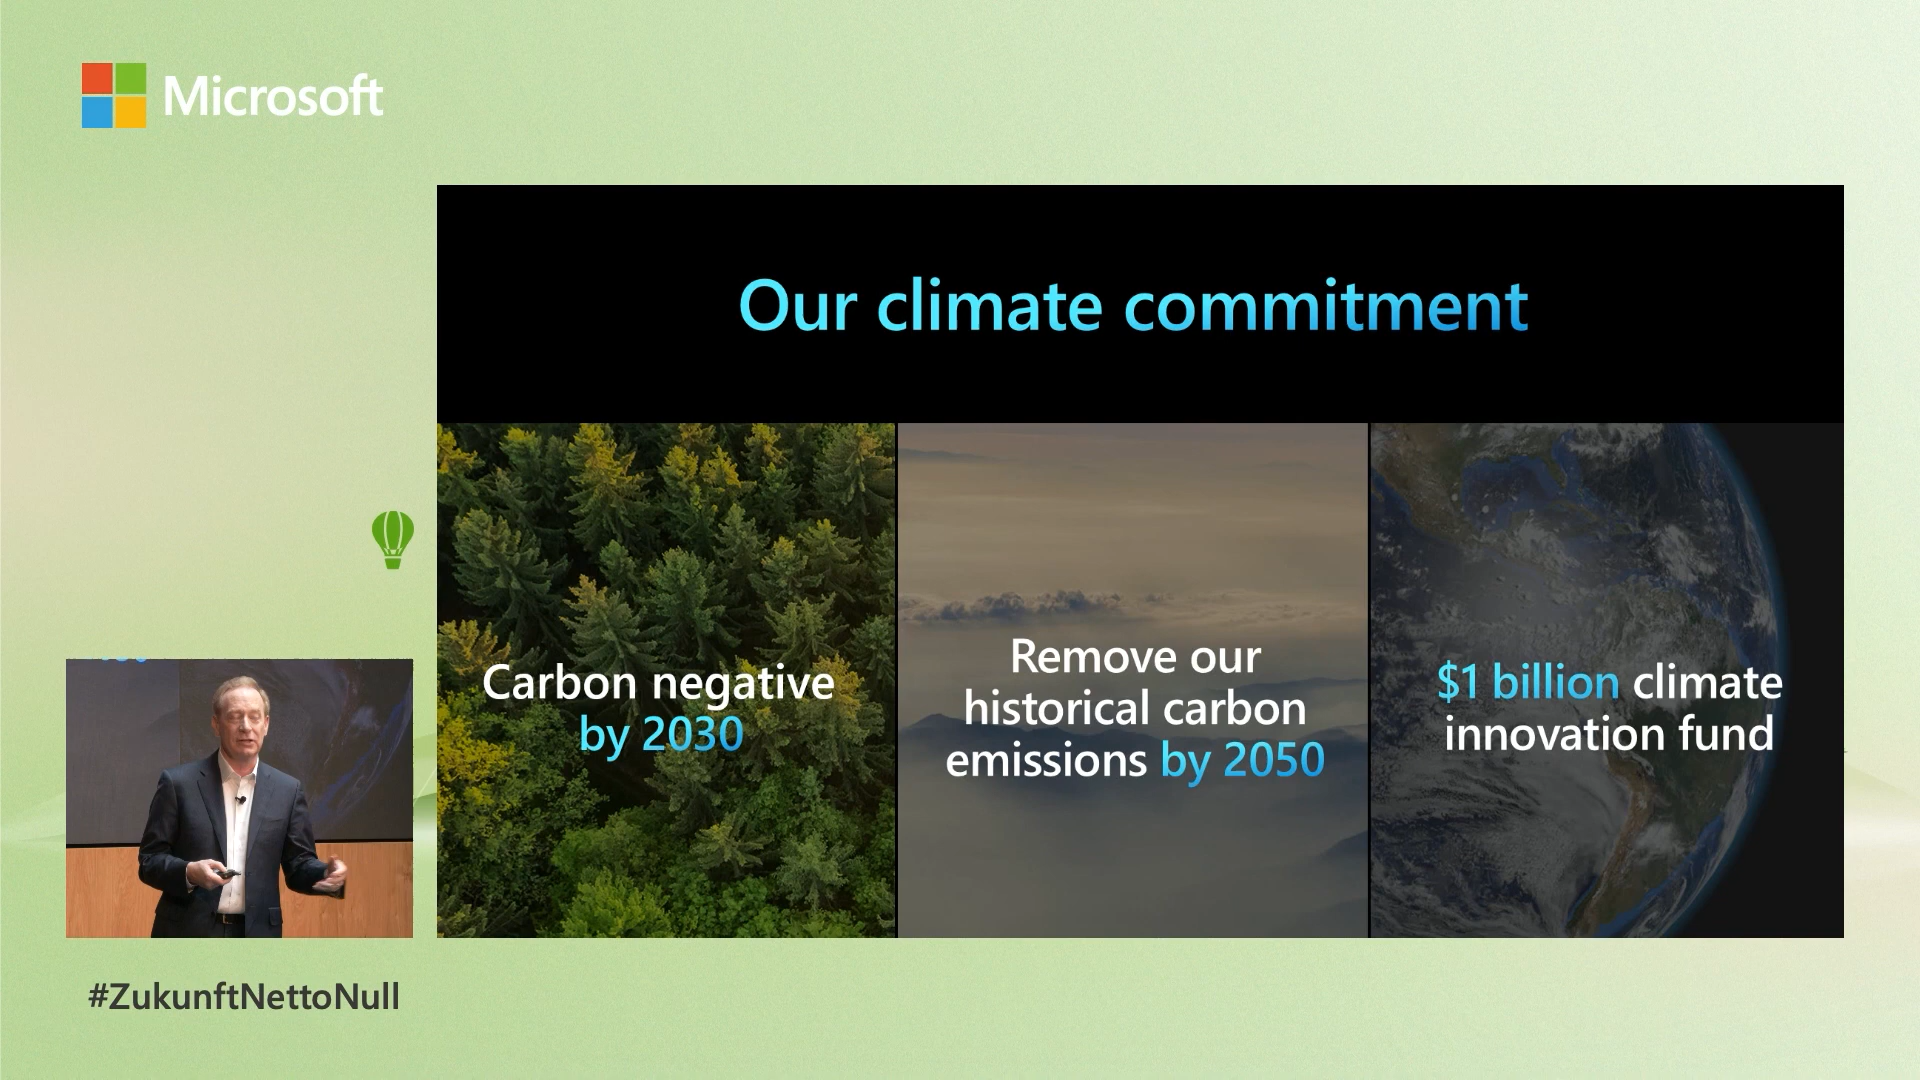 Microsoft
Our climate commitment
Carbon negative
by 2030
Remove our
historical carbon
emissions by 2050
$1 billion climate
innovation fund
#ZukunftNettoNull